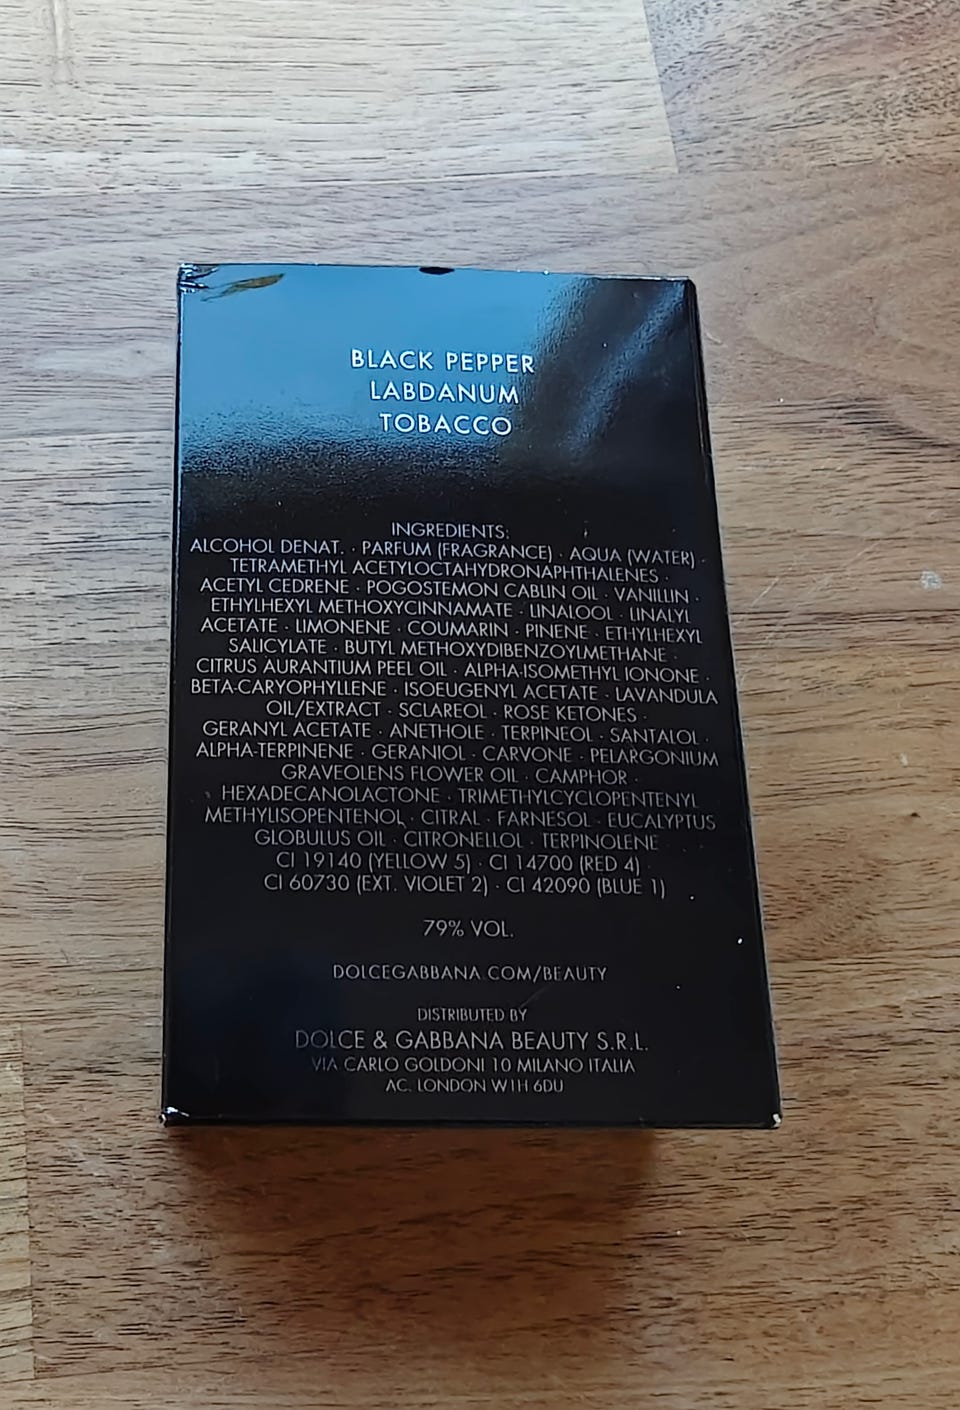 BLACK PEPPER
LABDANUM
TOBACCO
INGREDIENTS:
ALCOHOL DENAT. · PARFUM (FRAGRANCE) · AQUA (WATER) ·
TETRAMETHYL ACETYLOCTAHYDRONAPHTHALENES ·
ACETYL CEDRENE · POGOSTEMON CABLIN OIL · VANILLIN ·
ETHYLHEXYL METHOXYCINNAMATE · LINALOOL · LINALYL
ACETATE · LIMONENE · COUMARIN · PINENE · ETHYLHEXYL
SALICYLATE · BUTYL METHOXYDIBENZOYLMETHANE ·
CITRUS AURANTIUM PEEL OIL · ALPHA-ISOMETHYL IONONE ·
BETA-CARYOPHYLLENE · ISOEUGENYL ACETATE · LAVANDULA
OIL/EXTRACT · SCLAREOL · ROSE KETONES ·
GERANYL ACETATE · ANETHOLE · TERPINEOL · SANTALOL ·
ALPHA-TERPINENE · GERANIOL · CARVONE · PELARGONIUM
GRAVEOLENS FLOWER OIL · CAMPHOR ·
HEXADECANOLACTONE · TRIMETHYLCYCLOPENTENYL
METHYLISOPENTENOL · CITRAL · FARNESOL · EUCALYPTUS
GLOBULUS OIL · CITRONELLOL · TERPINOLENE
CI 19140 (YELLOW 5) · CI 14700 (RED 4) ·
CI 60730 (EXT. VIOLET 2) · CI 42090 (BLUE 1)
79% VOL.
DOLCEGABBANA.COM/BEAUTY
DISTRIBUTED BY
DOLCE & GABBANA BEAUTY S.R.L.
VIA CARLO GOLDONI 10 MILANO ITALIA
AC. LONDON W1H 6DU